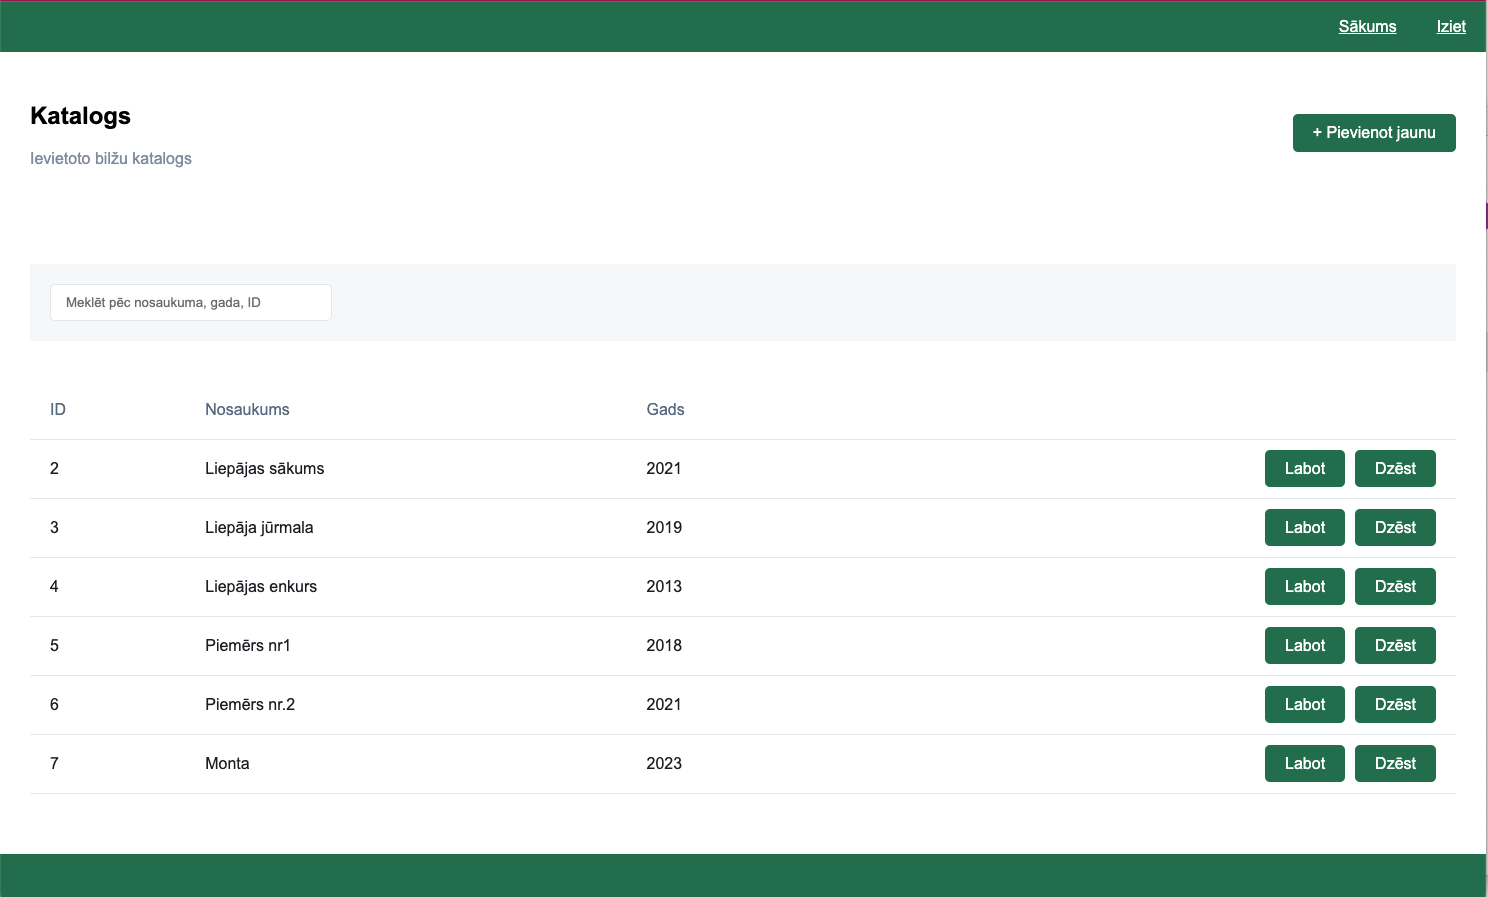 Sākums Iziet
Katalogs
+ Pievienot jaunu
Ievietoto bilžu katalogs
Meklēt pēc nosaukuma, gada, ID
ID Nosaukums Gads
2 Liepājas sākums 2021 Labot Dzēst
3 Liepāja jūrmala 2019 Labot Dzēst
4 Liepājas enkurs 2013 Labot Dzēst
5 Piemērs nr1 2018 Labot Dzēst
6 Piemērs nr.2 2021 Labot Dzēst
7 Monta 2023 Labot Dzēst